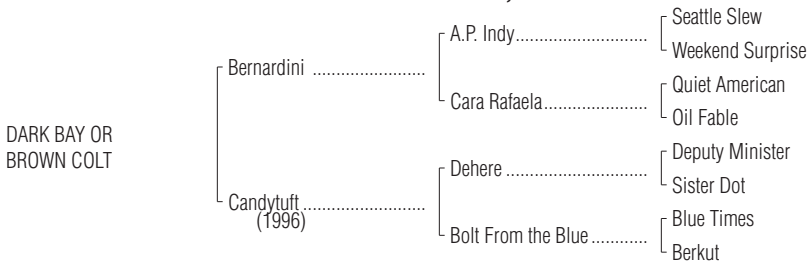 Seattle Slew
A.P. Indy..............................
Weekend Surprise
Bernardini ..........................
Quiet American
Cara Rafaela........................
Oil Fable
DARK BAY OR
BROWN COLT
Deputy Minister
Dehere ................................
Sister Dot
Candytuft ............................
(1996)
Blue Times
Bolt From the Blue.............
Berkut